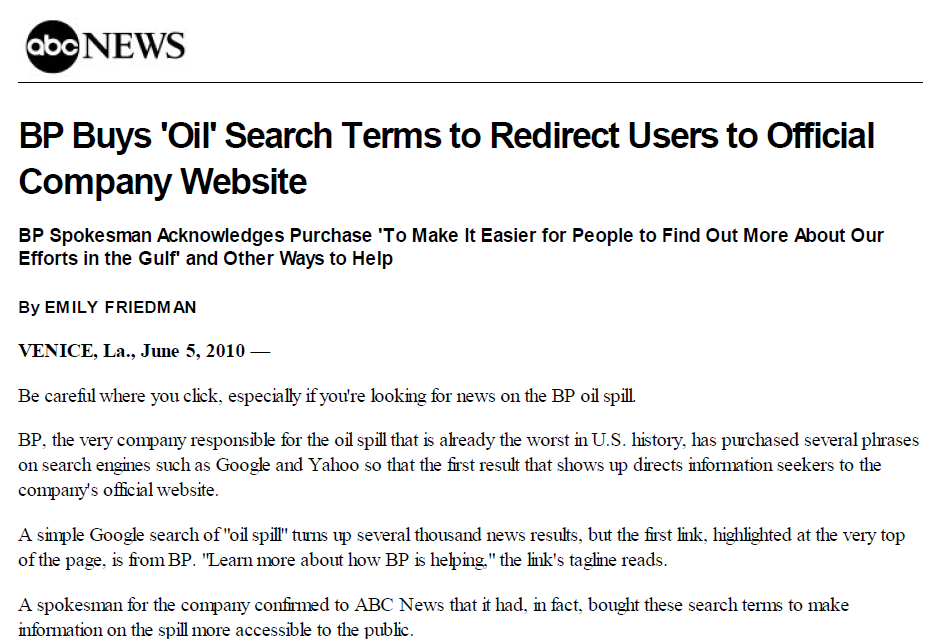 abc NEWS
BP Buys 'Oil' Search Terms to Redirect Users to Official
Company Website
BP Spokesman Acknowledges Purchase 'To Make It Easier for People to Find Out More About Our
Efforts in the Gulf' and Other Ways to Help
By EMILY FRIEDMAN
VENICE, La., June 5, 2010 —
Be careful where you click, especially if you're looking for news on the BP oil spill.
BP, the very company responsible for the oil spill that is already the worst in U.S. history, has purchased several phrases
on search engines such as Google and Yahoo so that the first result that shows up directs information seekers to the
company's official website.
A simple Google search of "oil spill" turns up several thousand news results, but the first link, highlighted at the very top
of the page, is from BP. "Learn more about how BP is helping," the link's tagline reads.
A spokesman for the company confirmed to ABC News that it had, in fact, bought these search terms to make
information on the spill more accessible to the public.